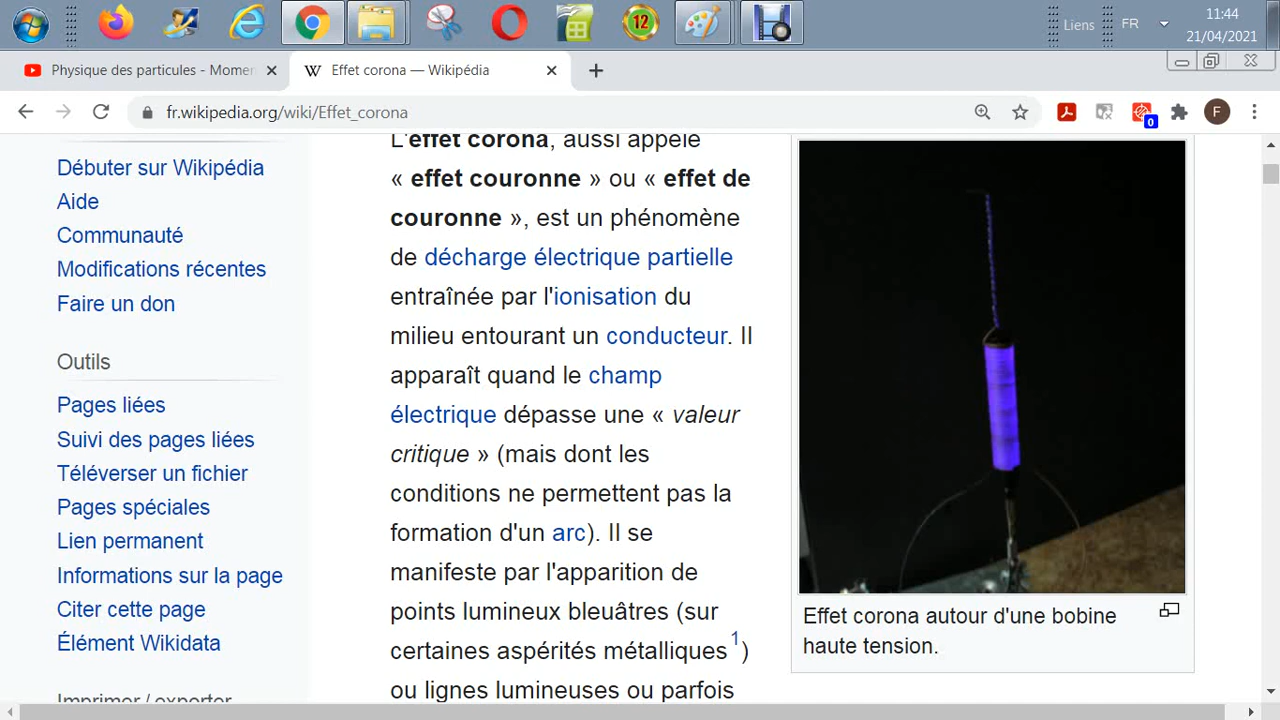 12
Liens
FR
11:44
21/04/2021
Physique des particules - Momen
Effet corona — Wikipédia
fr.wikipedia.org/wiki/Effet_corona
0
F
Débuter sur Wikipédia
Aide
Communauté
Modifications récentes
Faire un don
Outils
Pages liées
Suivi des pages liées
Téléverser un fichier
Pages spéciales
Lien permanent
Informations sur la page
Citer cette page
Élément Wikidata
Imprimer / exporter
L'effet corona, aussi appelé
« effet couronne » ou « effet de
couronne », est un phénomène
de décharge électrique partielle
entraînée par l'ionisation du
milieu entourant un conducteur. Il
apparaît quand le champ
électrique dépasse une « valeur
critique » (mais dont les
conditions ne permettent pas la
formation d'un arc). Il se
manifeste par l'apparition de
points lumineux bleuâtres (sur
certaines aspérités métalliques1)
ou lignes lumineuses ou parfois
Effet corona autour d'une bobine
haute tension.